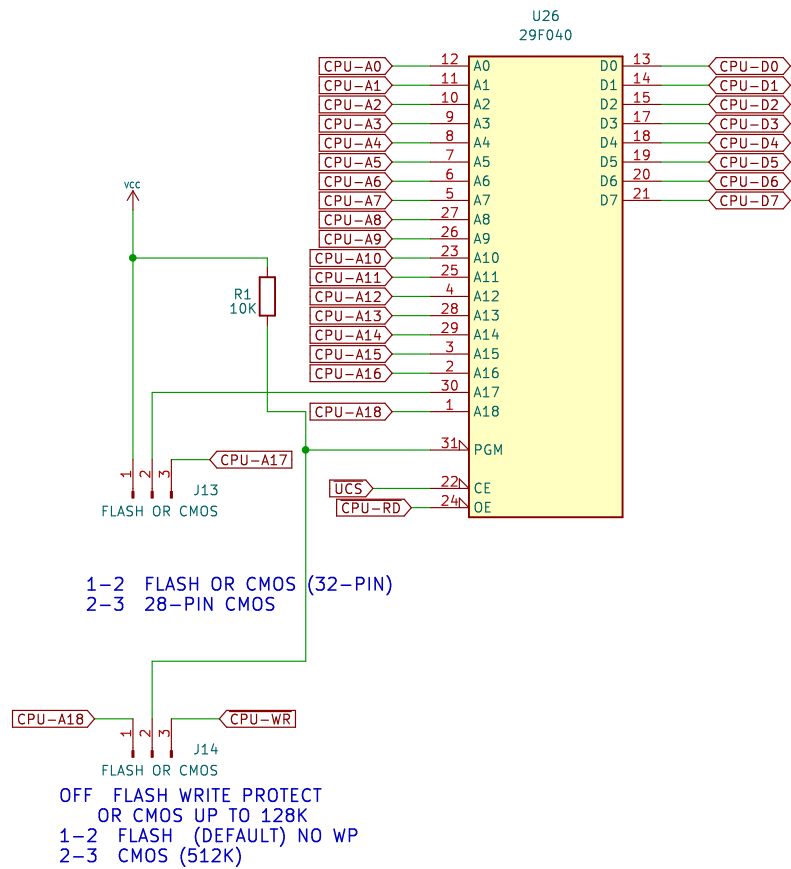 U26
29F040
CPU-A0 12 A0 D0 13 CPU-D0
CPU-A1 11 A1 D1 14 CPU-D1
CPU-A2 10 A2 D2 15 CPU-D2
CPU-A3 9 A3 D3 17 CPU-D3
CPU-A4 8 A4 D4 18 CPU-D4
CPU-A5 7 A5 D5 19 CPU-D5
CPU-A6 6 A6 D6 20 CPU-D6
CPU-A7 5 A7 D7 21 CPU-D7
CPU-A8 27 A8
CPU-A9 26 A9
CPU-A10 23 A10
CPU-A11 25 A11
CPU-A12 4 A12
CPU-A13 28 A13
CPU-A14 29 A14
CPU-A15 3 A15
CPU-A16 2 A16
30 A17
CPU-A18 1 A18
31 PGM
UCS 22 CE
CPU-RD 24 OE
VCC
R1
10K
CPU-A17
1 2 3
J13
FLASH OR CMOS
1-2 FLASH OR CMOS (32-PIN)
2-3 28-PIN CMOS
CPU-A18 CPU-WR
1 2 3
J14
FLASH OR CMOS
OFF FLASH WRITE PROTECT
OR CMOS UP TO 128K
1-2 FLASH (DEFAULT) NO WP
2-3 CMOS (512K)